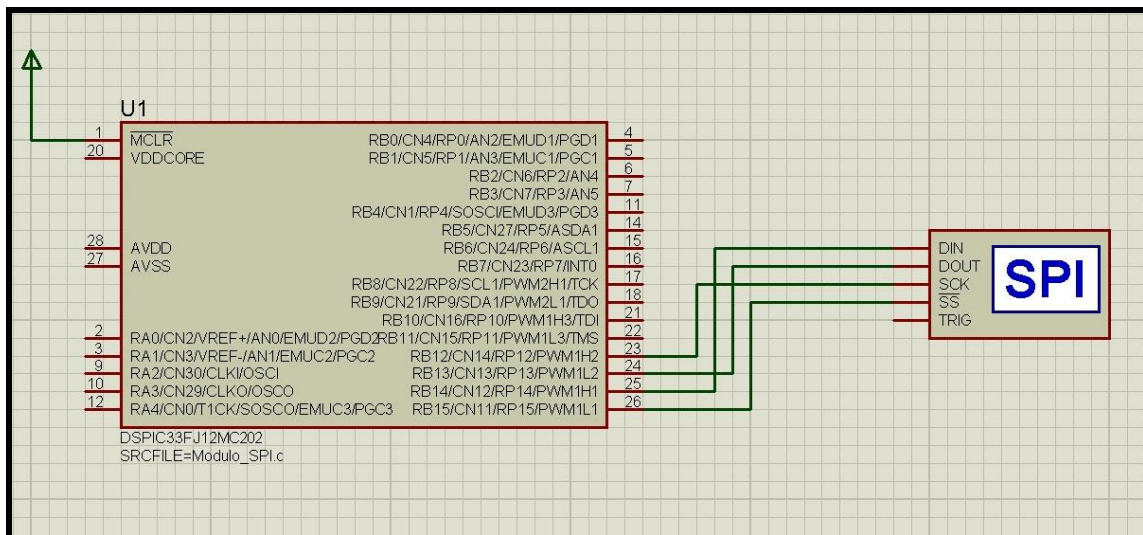 U1
1 MCLR
20 VDDCORE
28 AVDD
27 AVSS
2 RA0/CN2/VREF+/AN0/EMUD2/PGD2
3 RA1/CN3/VREF-/AN1/EMUC2/PGC2
9 RA2/CN30/CLKI/OSCI
10 RA3/CN29/CLKO/OSCO
12 RA4/CN0/T1CK/SOSCO/EMUC3/PGC3
RB0/CN4/RP0/AN2/EMUD1/PGD1 4
RB1/CN5/RP1/AN3/EMUC1/PGC1 5
RB2/CN6/RP2/AN4 6
RB3/CN7/RP3/AN5 7
RB4/CN1/RP4/SOSCI/EMUD3/PGD3 11
RB5/CN27/RP5/ASDA1 14
RB6/CN24/RP6/ASCL1 15
RB7/CN23/RP7/INT0 16
RB8/CN22/RP8/SCL1/PWM2H1/TCK 17
RB9/CN21/RP9/SDA1/PWM2L1/TDO 18
RB10/CN16/RP10/PWM1H3/TDI 21
RB11/CN15/RP11/PWM1L3/TMS 22
RB12/CN14/RP12/PWM1H2 23
RB13/CN13/RP13/PWM1L2 24
RB14/CN12/RP14/PWM1H1 25
RB15/CN11/RP15/PWM1L1 26
DSPIC33FJ12MC202
SRCFILE=Modulo_SPI.c
DIN
DOUT
SCK
SS
TRIG
SPI